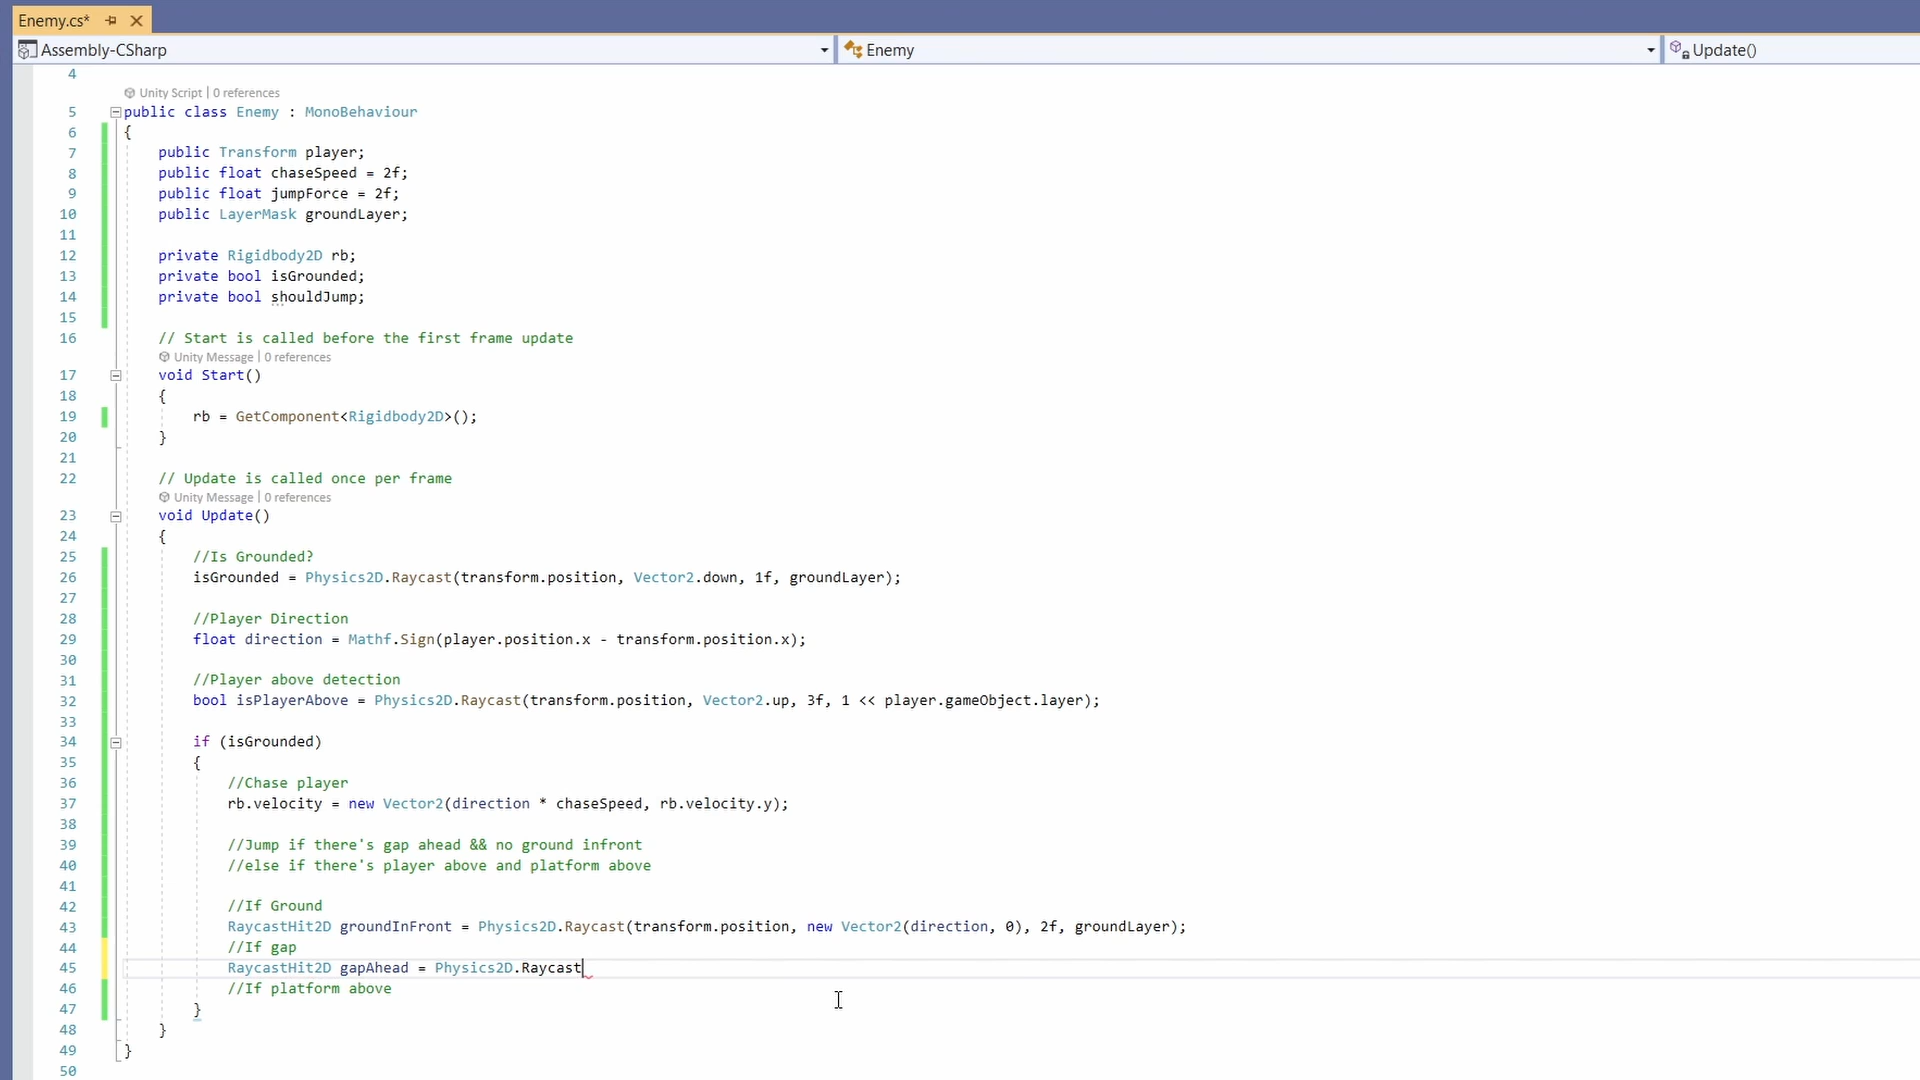 Enemy.cs*
Assembly-CSharp
Enemy
Update()
4
Unity Script | 0 references
5 public class Enemy : MonoBehaviour
6 {
7 public Transform player;
8 public float chaseSpeed = 2f;
9 public float jumpForce = 2f;
10 public LayerMask groundLayer;
11
12 private Rigidbody2D rb;
13 private bool isGrounded;
14 private bool shouldJump;
15
16 // Start is called before the first frame update
Unity Message | 0 references
17 void Start()
18 {
19 rb = GetComponent<Rigidbody2D>();
20 }
21
22 // Update is called once per frame
Unity Message | 0 references
23 void Update()
24 {
25 //Is Grounded?
26 isGrounded = Physics2D.Raycast(transform.position, Vector2.down, 1f, groundLayer);
27
28 //Player Direction
29 float direction = Mathf.Sign(player.position.x - transform.position.x);
30
31 //Player above detection
32 bool isPlayerAbove = Physics2D.Raycast(transform.position, Vector2.up, 3f, 1 << player.gameObject.layer);
33
34 if (isGrounded)
35 {
36 //Chase player
37 rb.velocity = new Vector2(direction * chaseSpeed, rb.velocity.y);
38
39 //Jump if there's gap ahead && no ground infront
40 //else if there's player above and platform above
41
42 //If Ground
43 RaycastHit2D groundInFront = Physics2D.Raycast(transform.position, new Vector2(direction, 0), 2f, groundLayer);
44 //If gap
45 RaycastHit2D gapAhead = Physics2D.Raycast
46 //If platform above
47 }
48 }
49 }
50